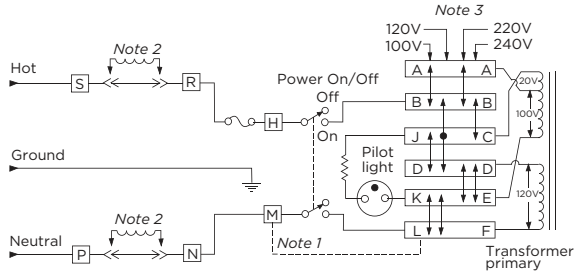 Note 3
120V 220V
100V 240V
Note 2
Hot
S R
Power On/Off
Off
H
On
A A
B B
J C
D D
K E
L F
20V
100V
120V
Pilot
light
Ground
M
Note 1
Note 2
Neutral
P N
Transformer
primary